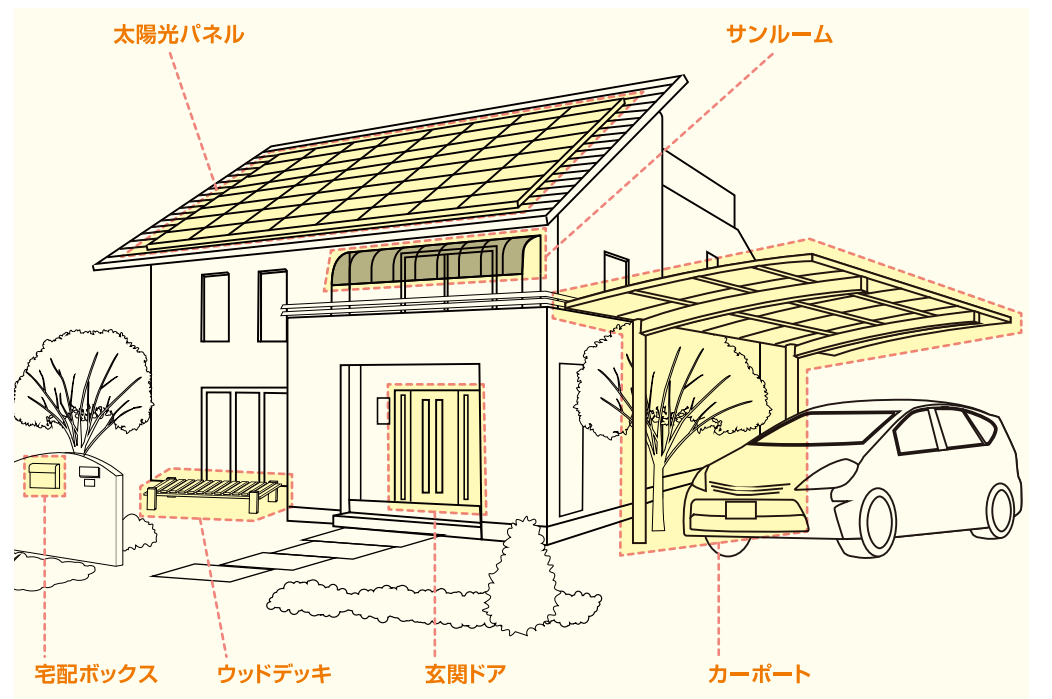 太陽光パネル
サンルーム
宅配ボックス
ウッドデッキ
玄関ドア
カーポート